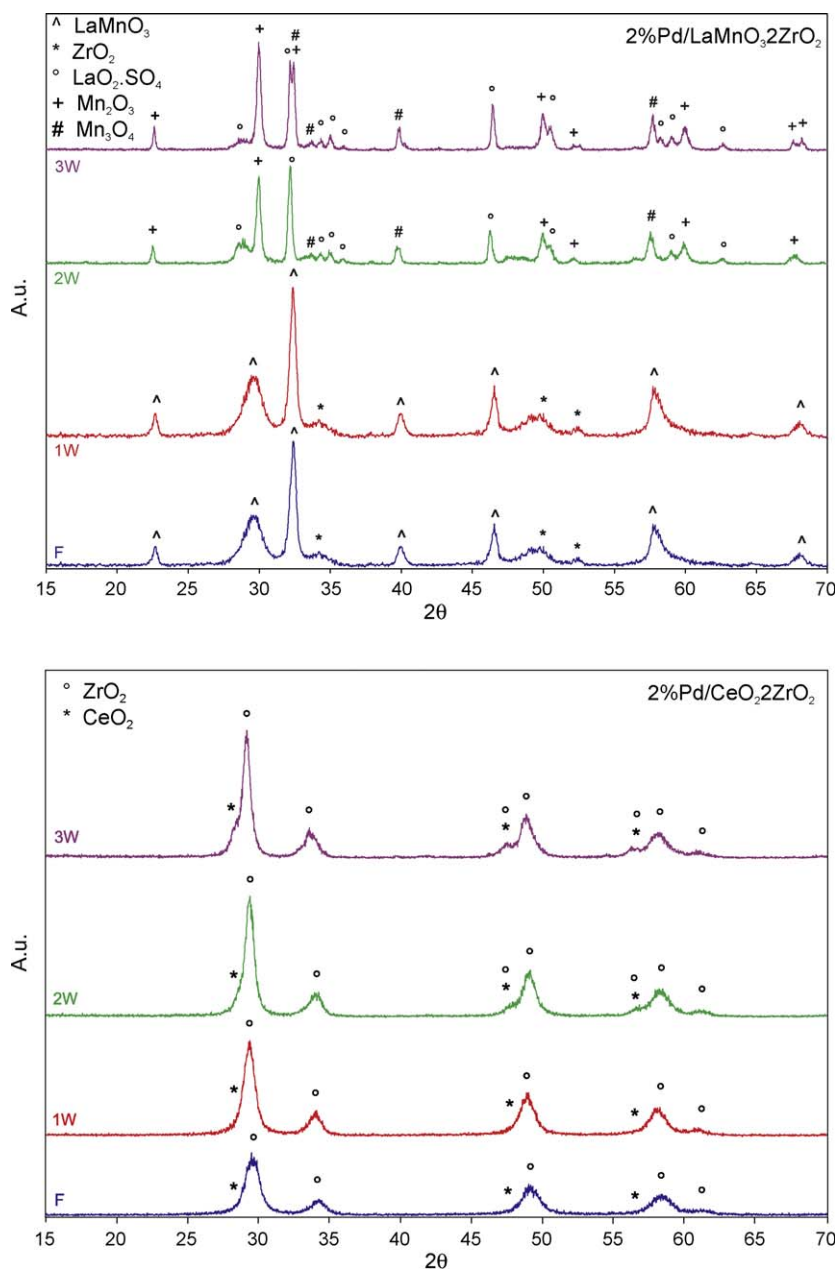 ^ LaMnO₃
* ZrO₂
° LaO₂.SO₄
+ Mn₂O₃
# Mn₃O₄
2%Pd/LaMnO₃2ZrO₂
3W
2W
1W
F
A.u.
15 20 25 30 35 40 45 50 55 60 65 70
2θ
° ZrO₂
* CeO₂
2%Pd/CeO₂2ZrO₂
3W
2W
1W
F
A.u.
15 20 25 30 35 40 45 50 55 60 65 70
2θ